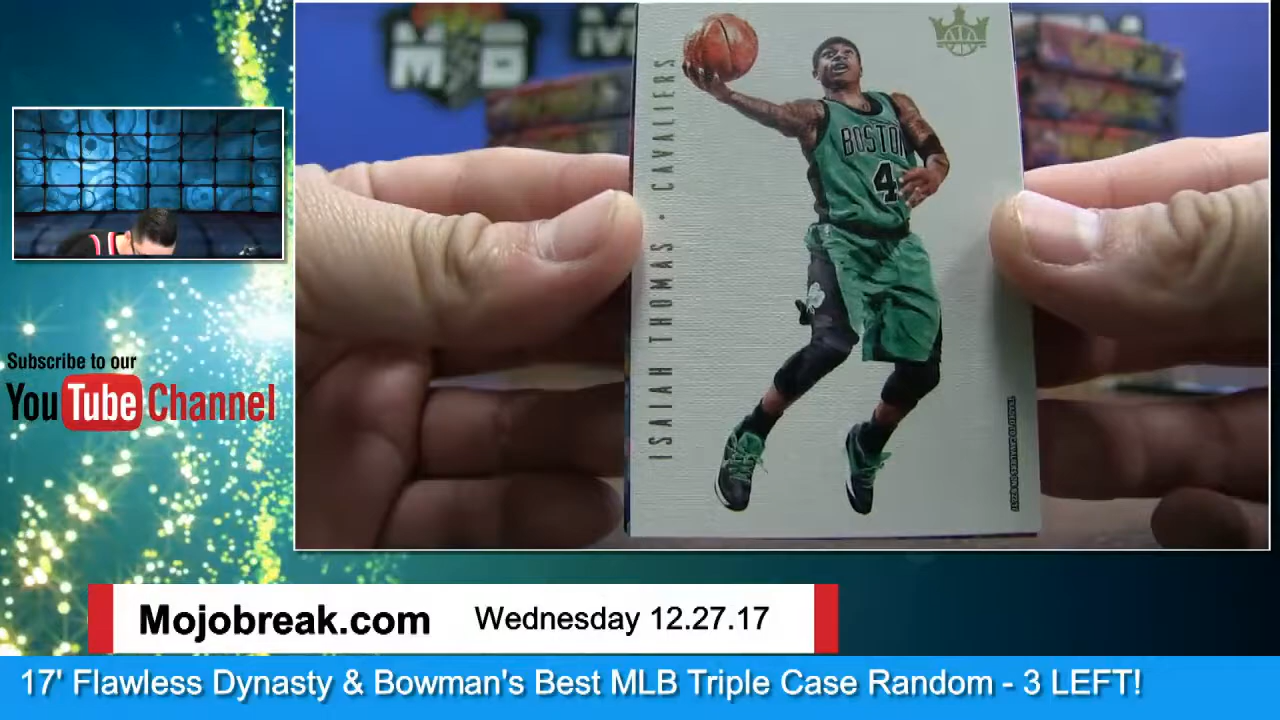 MG
ISAIAH THOMAS • CAVALIERS
BOSTON
4
Subscribe to our
YouTube Channel
Mojobreak.com
Wednesday 12.27.17
17' Flawless Dynasty & Bowman's Best MLB Triple Case Random - 3 LEFT!